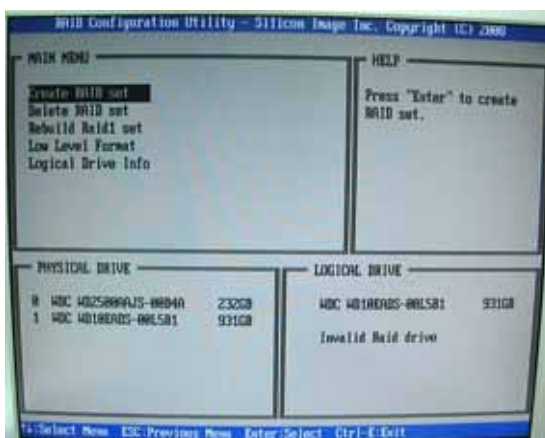 RAID Configuration Utility - Silicon Image Inc. Copyright (C) 2008
MAIN MENU
Create RAID set
Delete RAID set
Rebuild Raid1 set
Low Level Format
Logical Drive Info
HELP
Press "Enter" to create
RAID set.
PHYSICAL DRIVE
0 WDC WD2500AAJS-00B4A 232GB
1 WDC WD10EADS-00L5B1 931GB
LOGICAL DRIVE
WDC WD10EADS-00L5B1 931GB
Invalid Raid drive
↑↓:Select Menu ESC:Previous Menu Enter:Select Ctrl-E:Exit